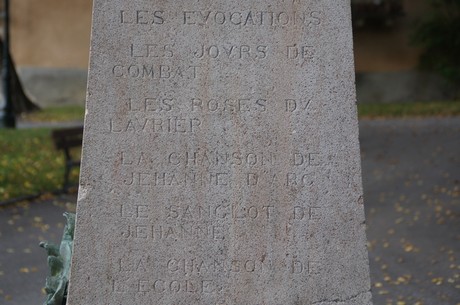 LES EVOCATIONS
LES JOVRS DE
COMBAT
LES ROSES DV
LAVRIER
LA CHANSON DE
JEHANNE D'ARC
LE SANGLOT DE
JEHANNE
LA CHANSON DE
L'ECOLE